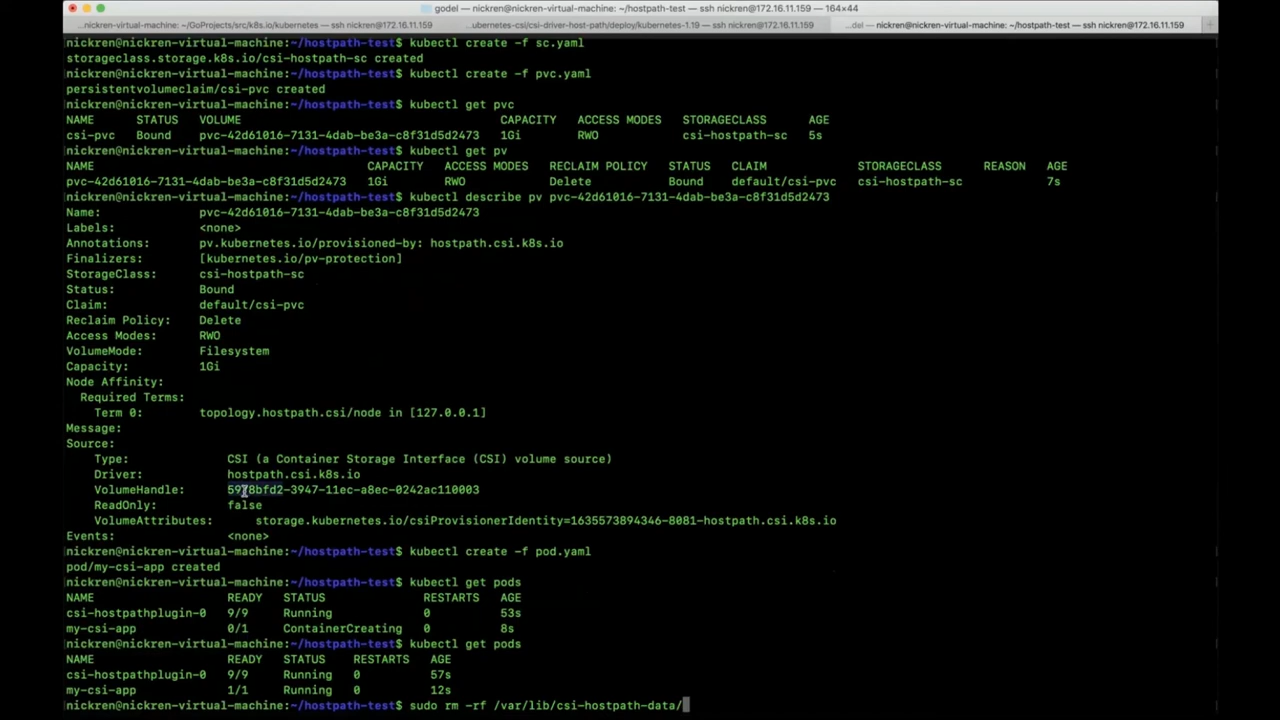 godel — nickren@nickren-virtual-machine: ~/hostpath-test — ssh nickren@172.16.11.159 — 164×44
...nickren@nickren-virtual-machine: ~/GoProjects/src/k8s.io/kubernetes — ssh nickren@172.16.11.159 ...ubernetes-csi/csi-driver-host-path/deploy/kubernetes-1.19 — ssh nickren@172.16.11.159 ...del — nickren@nickren-virtual-machine: ~/hostpath-test — ssh nickren@172.16.11.159 +
nickren@nickren-virtual-machine:~/hostpath-test$ kubectl create -f sc.yaml
storageclass.storage.k8s.io/csi-hostpath-sc created
nickren@nickren-virtual-machine:~/hostpath-test$ kubectl create -f pvc.yaml
persistentvolumeclaim/csi-pvc created
nickren@nickren-virtual-machine:~/hostpath-test$ kubectl get pvc
NAME STATUS VOLUME CAPACITY ACCESS MODES STORAGECLASS AGE
csi-pvc Bound pvc-42d61016-7131-4dab-be3a-c8f31d5d2473 1Gi RWO csi-hostpath-sc 5s
nickren@nickren-virtual-machine:~/hostpath-test$ kubectl get pv
NAME CAPACITY ACCESS MODES RECLAIM POLICY STATUS CLAIM STORAGECLASS REASON AGE
pvc-42d61016-7131-4dab-be3a-c8f31d5d2473 1Gi RWO Delete Bound default/csi-pvc csi-hostpath-sc 7s
nickren@nickren-virtual-machine:~/hostpath-test$ kubectl describe pv pvc-42d61016-7131-4dab-be3a-c8f31d5d2473
Name: pvc-42d61016-7131-4dab-be3a-c8f31d5d2473
Labels: <none>
Annotations: pv.kubernetes.io/provisioned-by: hostpath.csi.k8s.io
Finalizers: [kubernetes.io/pv-protection]
StorageClass: csi-hostpath-sc
Status: Bound
Claim: default/csi-pvc
Reclaim Policy: Delete
Access Modes: RWO
VolumeMode: Filesystem
Capacity: 1Gi
Node Affinity:
Required Terms:
Term 0: topology.hostpath.csi/node in [127.0.0.1]
Message:
Source:
Type: CSI (a Container Storage Interface (CSI) volume source)
Driver: hostpath.csi.k8s.io
VolumeHandle: 5978bfd2-3947-11ec-a8ec-0242ac110003
ReadOnly: false
VolumeAttributes: storage.kubernetes.io/csiProvisionerIdentity=1635573894346-8081-hostpath.csi.k8s.io
Events: <none>
nickren@nickren-virtual-machine:~/hostpath-test$ kubectl create -f pod.yaml
pod/my-csi-app created
nickren@nickren-virtual-machine:~/hostpath-test$ kubectl get pods
NAME READY STATUS RESTARTS AGE
csi-hostpathplugin-0 9/9 Running 0 53s
my-csi-app 0/1 ContainerCreating 0 8s
nickren@nickren-virtual-machine:~/hostpath-test$ kubectl get pods
NAME READY STATUS RESTARTS AGE
csi-hostpathplugin-0 9/9 Running 0 57s
my-csi-app 1/1 Running 0 12s
nickren@nickren-virtual-machine:~/hostpath-test$ sudo rm -rf /var/lib/csi-hostpath-data/